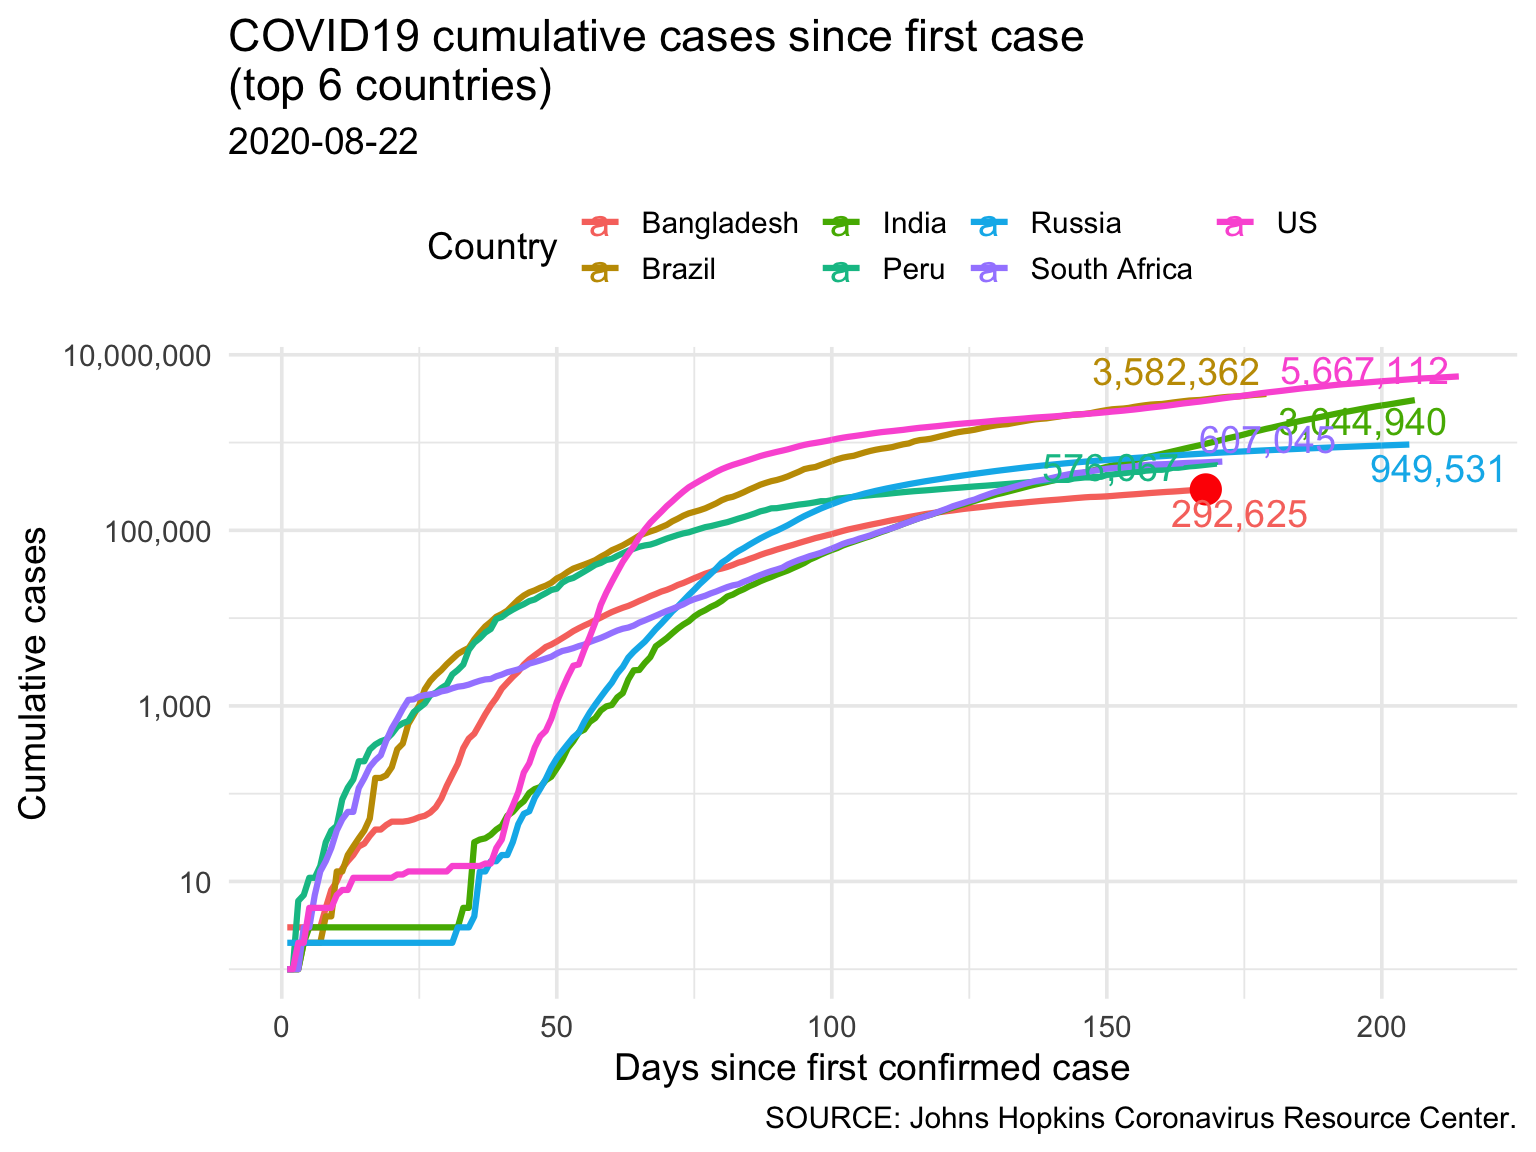 COVID19 cumulative cases since first case
(top 6 countries)
2020-08-22
Country
a Bangladesh a India a Russia a US
a Brazil a Peru a South Africa
10,000,000
100,000
1,000
10
Cumulative cases
3,582,362
5,667,112
3,044,940
607,045
949,531
292,625
0 50 100 150 200
Days since first confirmed case
SOURCE: Johns Hopkins Coronavirus Resource Center.